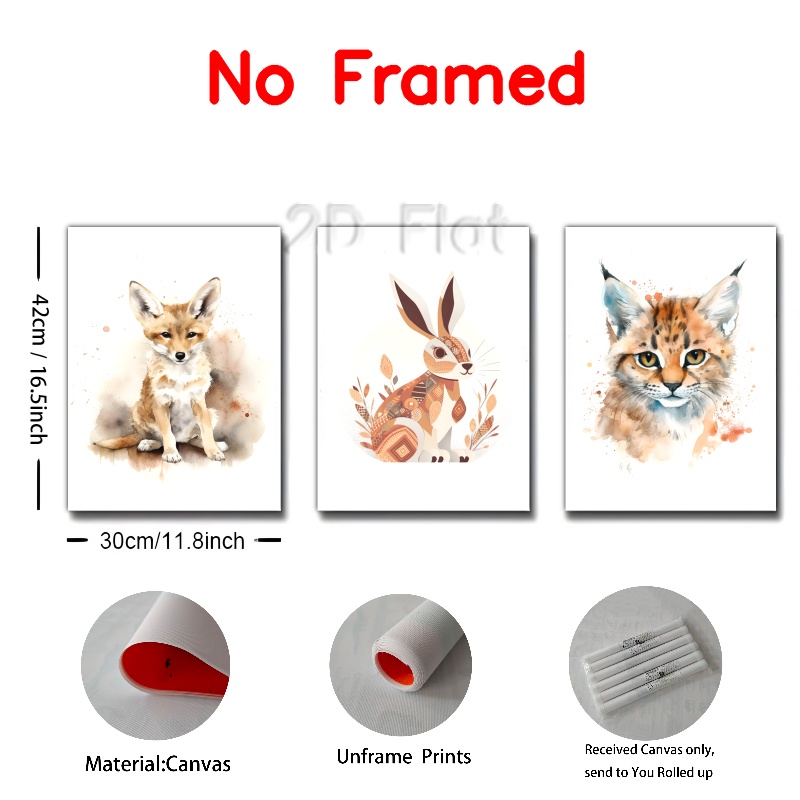 No Framed
2D Flat
42cm / 16.5inch
30cm/11.8inch
Material:Canvas
Unframe Prints
Received Canvas only,
send to You Rolled up